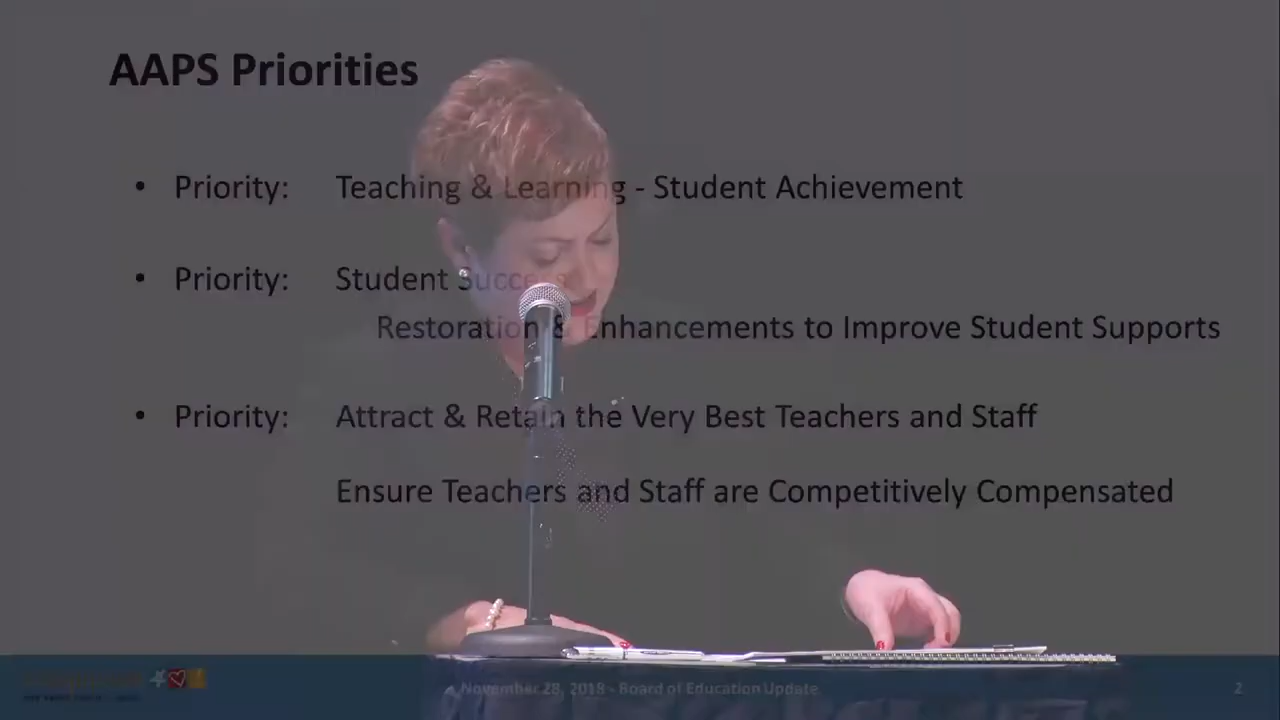 AAPS Priorities
• Priority: Teaching & Learning - Student Achievement
• Priority: Student Success
Restoration & Enhancements to Improve Student Supports
• Priority: Attract & Retain the Very Best Teachers and Staff
Ensure Teachers and Staff are Competitively Compensated
November 28, 2018 - Board of Education Update
2